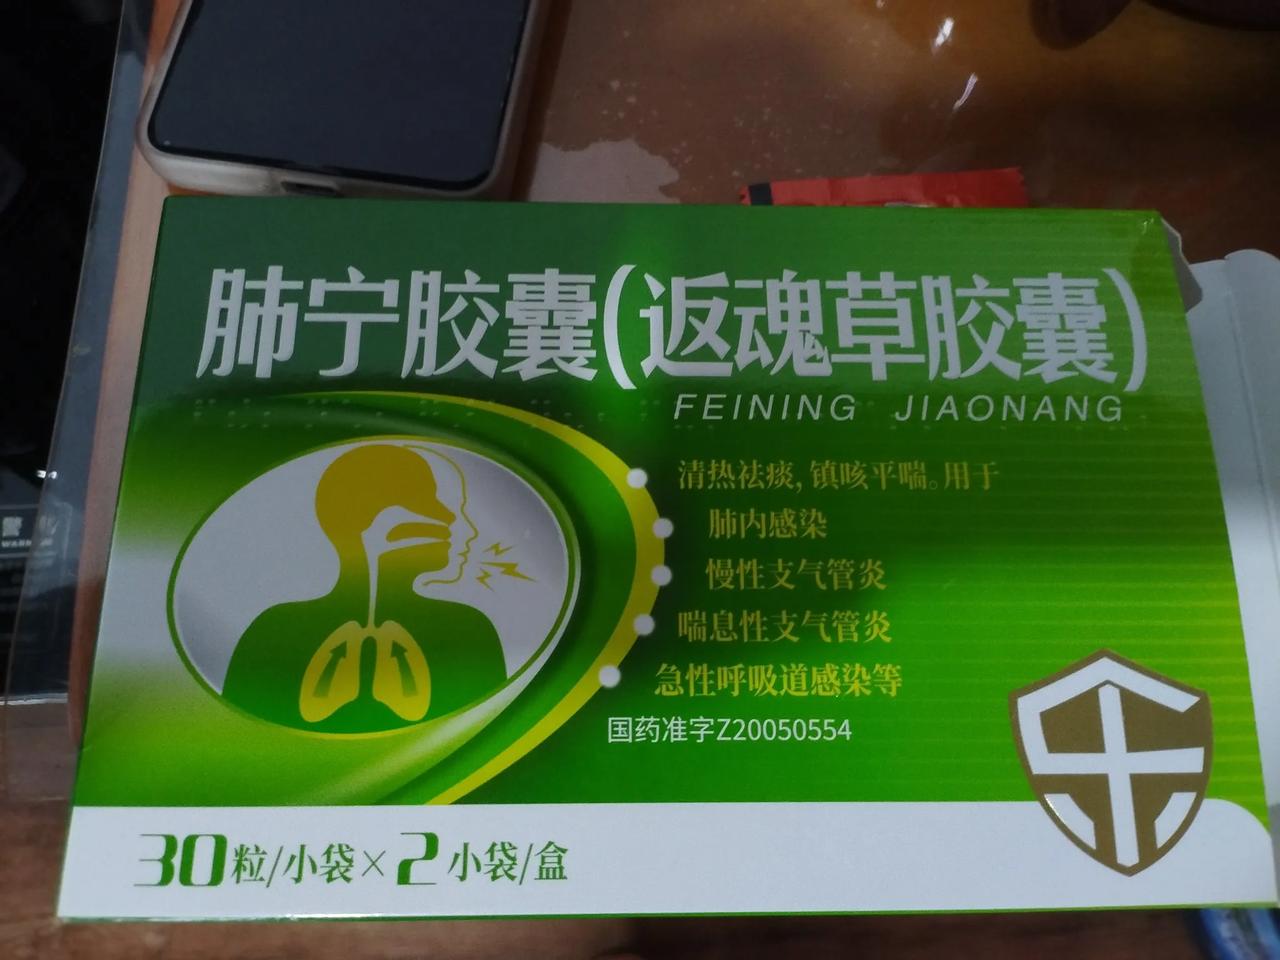 肺宁胶囊(返魂草胶囊)
FEINING JIAONANG
清热祛痰,镇咳平喘。用于
肺内感染
慢性支气管炎
喘息性支气管炎
急性呼吸道感染等
国药准字Z20050554
30粒/小袋×2小袋/盒
警